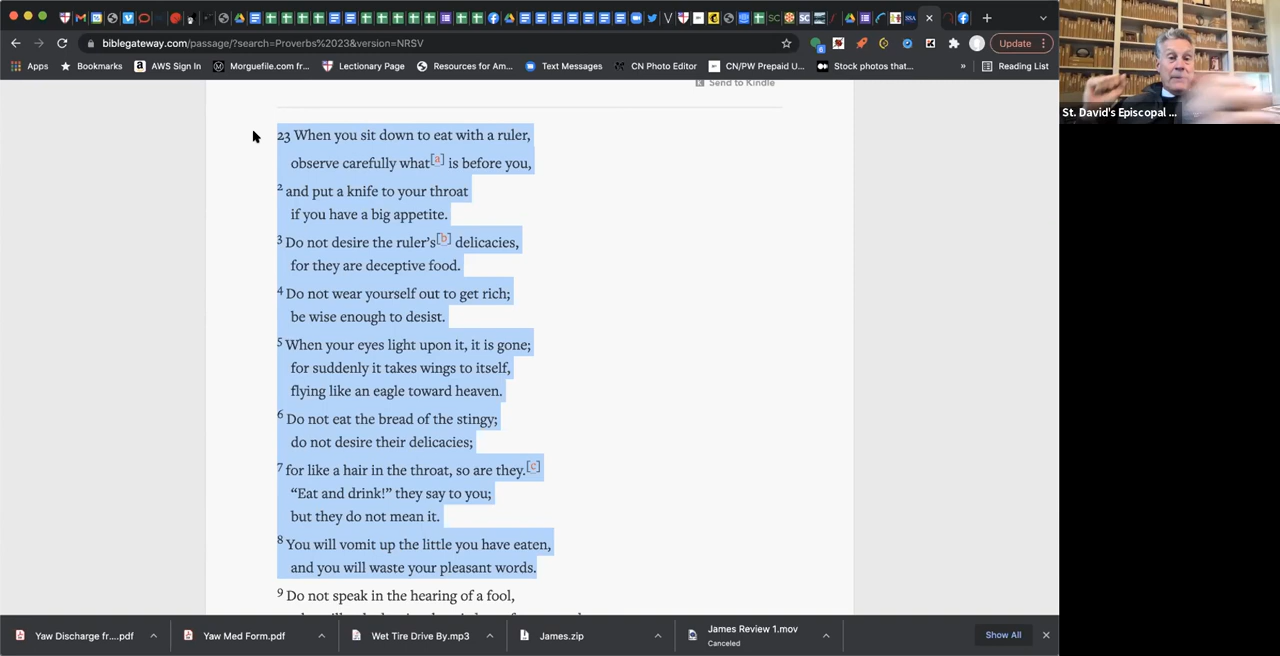 biblegateway.com/passage/?search=Proverbs%2023&version=NRSV
Update
Apps Bookmarks AWS Sign In Morguefile.com fr... Lectionary Page Resources for Am... Text Messages CN Photo Editor CN/PW Prepaid U... Stock photos that... » Reading List
Send to Kindle
St. David's Episcopal ...
23 When you sit down to eat with a ruler,
observe carefully what[a] is before you,
2 and put a knife to your throat
if you have a big appetite.
3 Do not desire the ruler’s[b] delicacies,
for they are deceptive food.
4 Do not wear yourself out to get rich;
be wise enough to desist.
5 When your eyes light upon it, it is gone;
for suddenly it takes wings to itself,
flying like an eagle toward heaven.
6 Do not eat the bread of the stingy;
do not desire their delicacies;
7 for like a hair in the throat, so are they.[c]
“Eat and drink!” they say to you;
but they do not mean it.
8 You will vomit up the little you have eaten,
and you will waste your pleasant words.
9 Do not speak in the hearing of a fool,
Yaw Discharge fr....pdf Yaw Med Form.pdf Wet Tire Drive By.mp3 James.zip James Review 1.mov Show All
Canceled